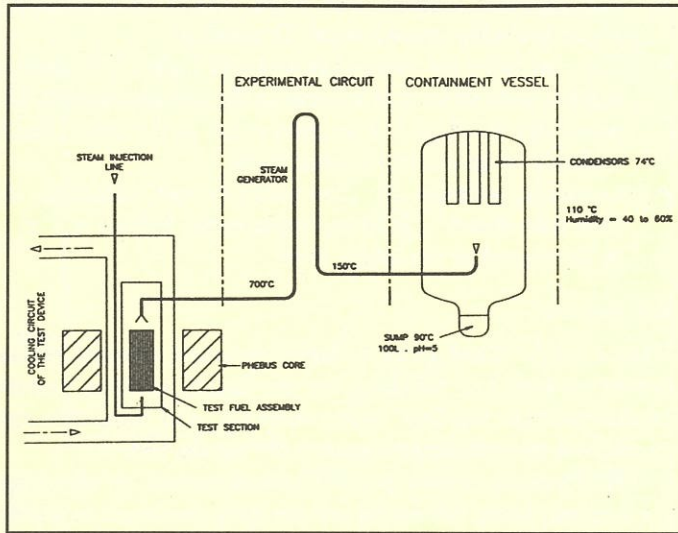 EXPERIMENTAL CIRCUIT
CONTAINMENT VESSEL
STEAM INJECTION
LINE
STEAM
GENERATOR
CONDENSORS 74°C
110 °C
Humidity = 40 to 60%
700°C
150°C
COOLING CIRCUIT
OF THE TEST DEVICE
SUMP 90°C
100L . pH=5
PHEBUS CORE
TEST FUEL ASSEMBLY
TEST SECTION